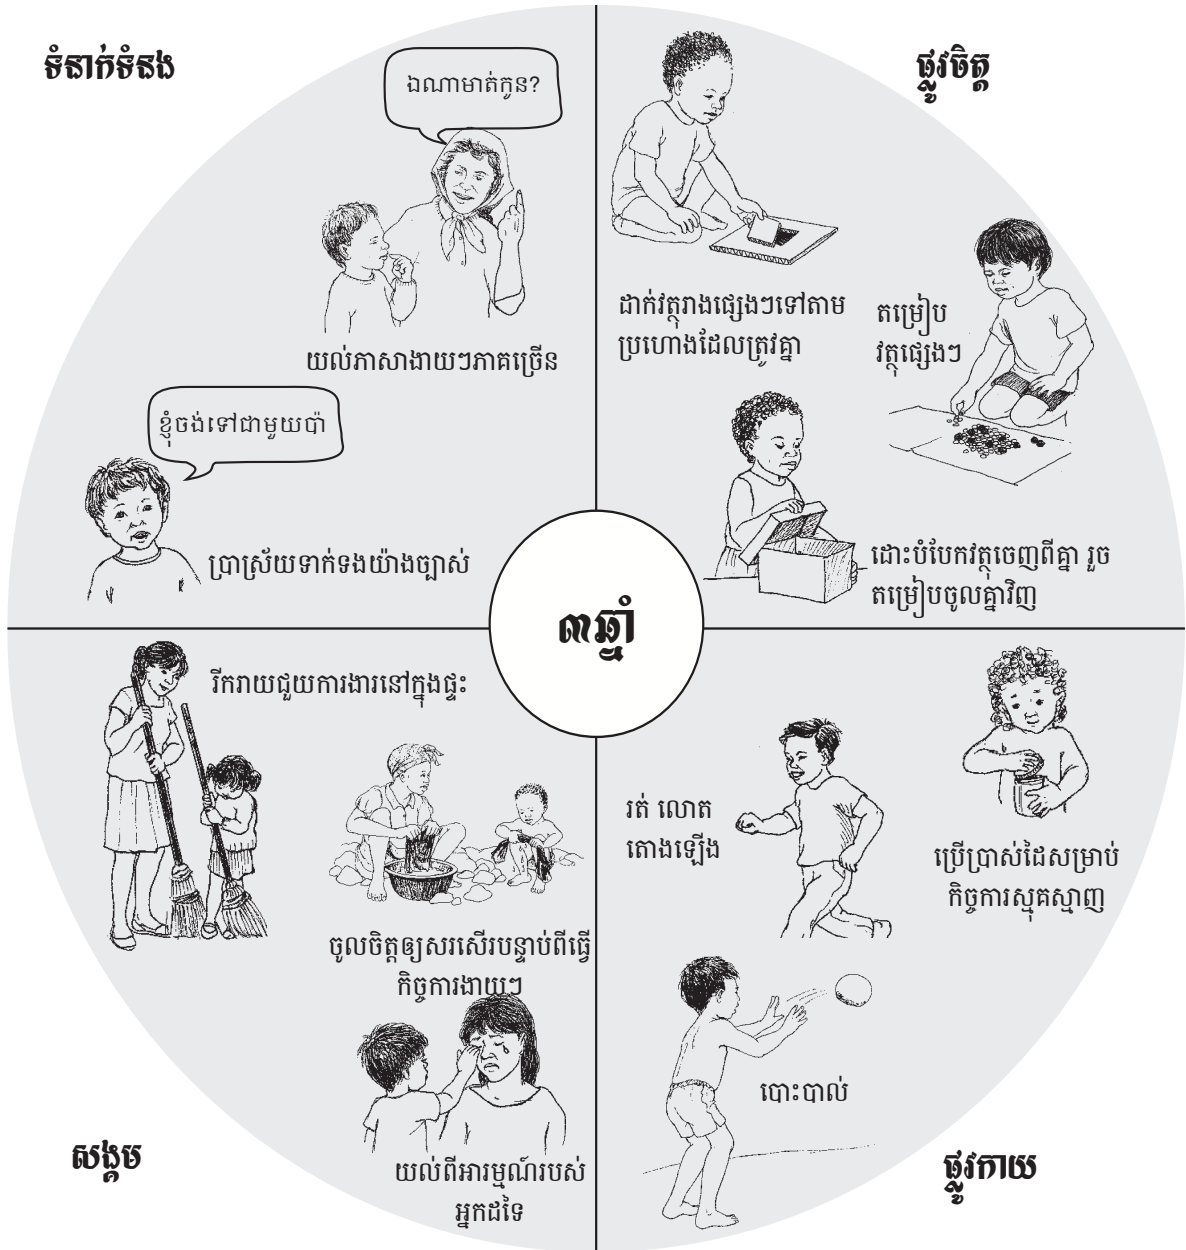 ទំនាក់ទំនង
ឯណាមាត់កូន?
យល់ភាសាងាយៗភាគច្រើន
ខ្ញុំចង់ទៅជាមួយប៉ា
ប្រាស្រ័យទាក់ទងយ៉ាងច្បាស់
ផ្លូវចិត្ត
ដាក់វត្ថុរាងផ្សេងៗទៅតាម
ប្រហោងដែលត្រូវគ្នា
តម្រៀប
វត្ថុផ្សេងៗ
ដោះបំបែកវត្ថុចេញពីគ្នា រួច
តម្រៀបចូលគ្នាវិញ
៣ឆ្នាំ
រីករាយជួយការងារនៅក្នុងផ្ទះ
ចូលចិត្តឲ្យសរសើរបន្ទាប់ពីធ្វើ
កិច្ចការងាយៗ
យល់ពីអារម្មណ៍របស់
អ្នកដទៃ
សង្គម
រត់ លោត
តោងឡើង
ប្រើប្រាស់ដៃសម្រាប់
កិច្ចការស្មុគស្មាញ
បោះបាល់
ផ្លូវកាយ